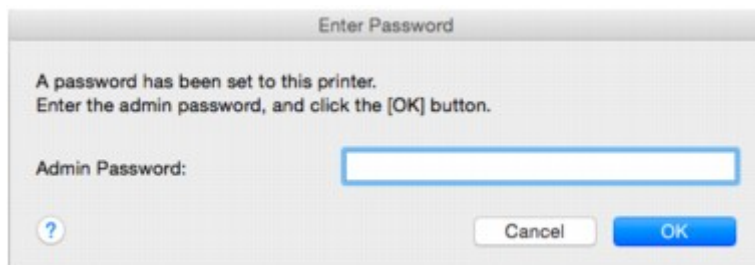 Enter Password
A password has been set to this printer.
Enter the admin password, and click the [OK] button.
Admin Password:
?
Cancel
OK